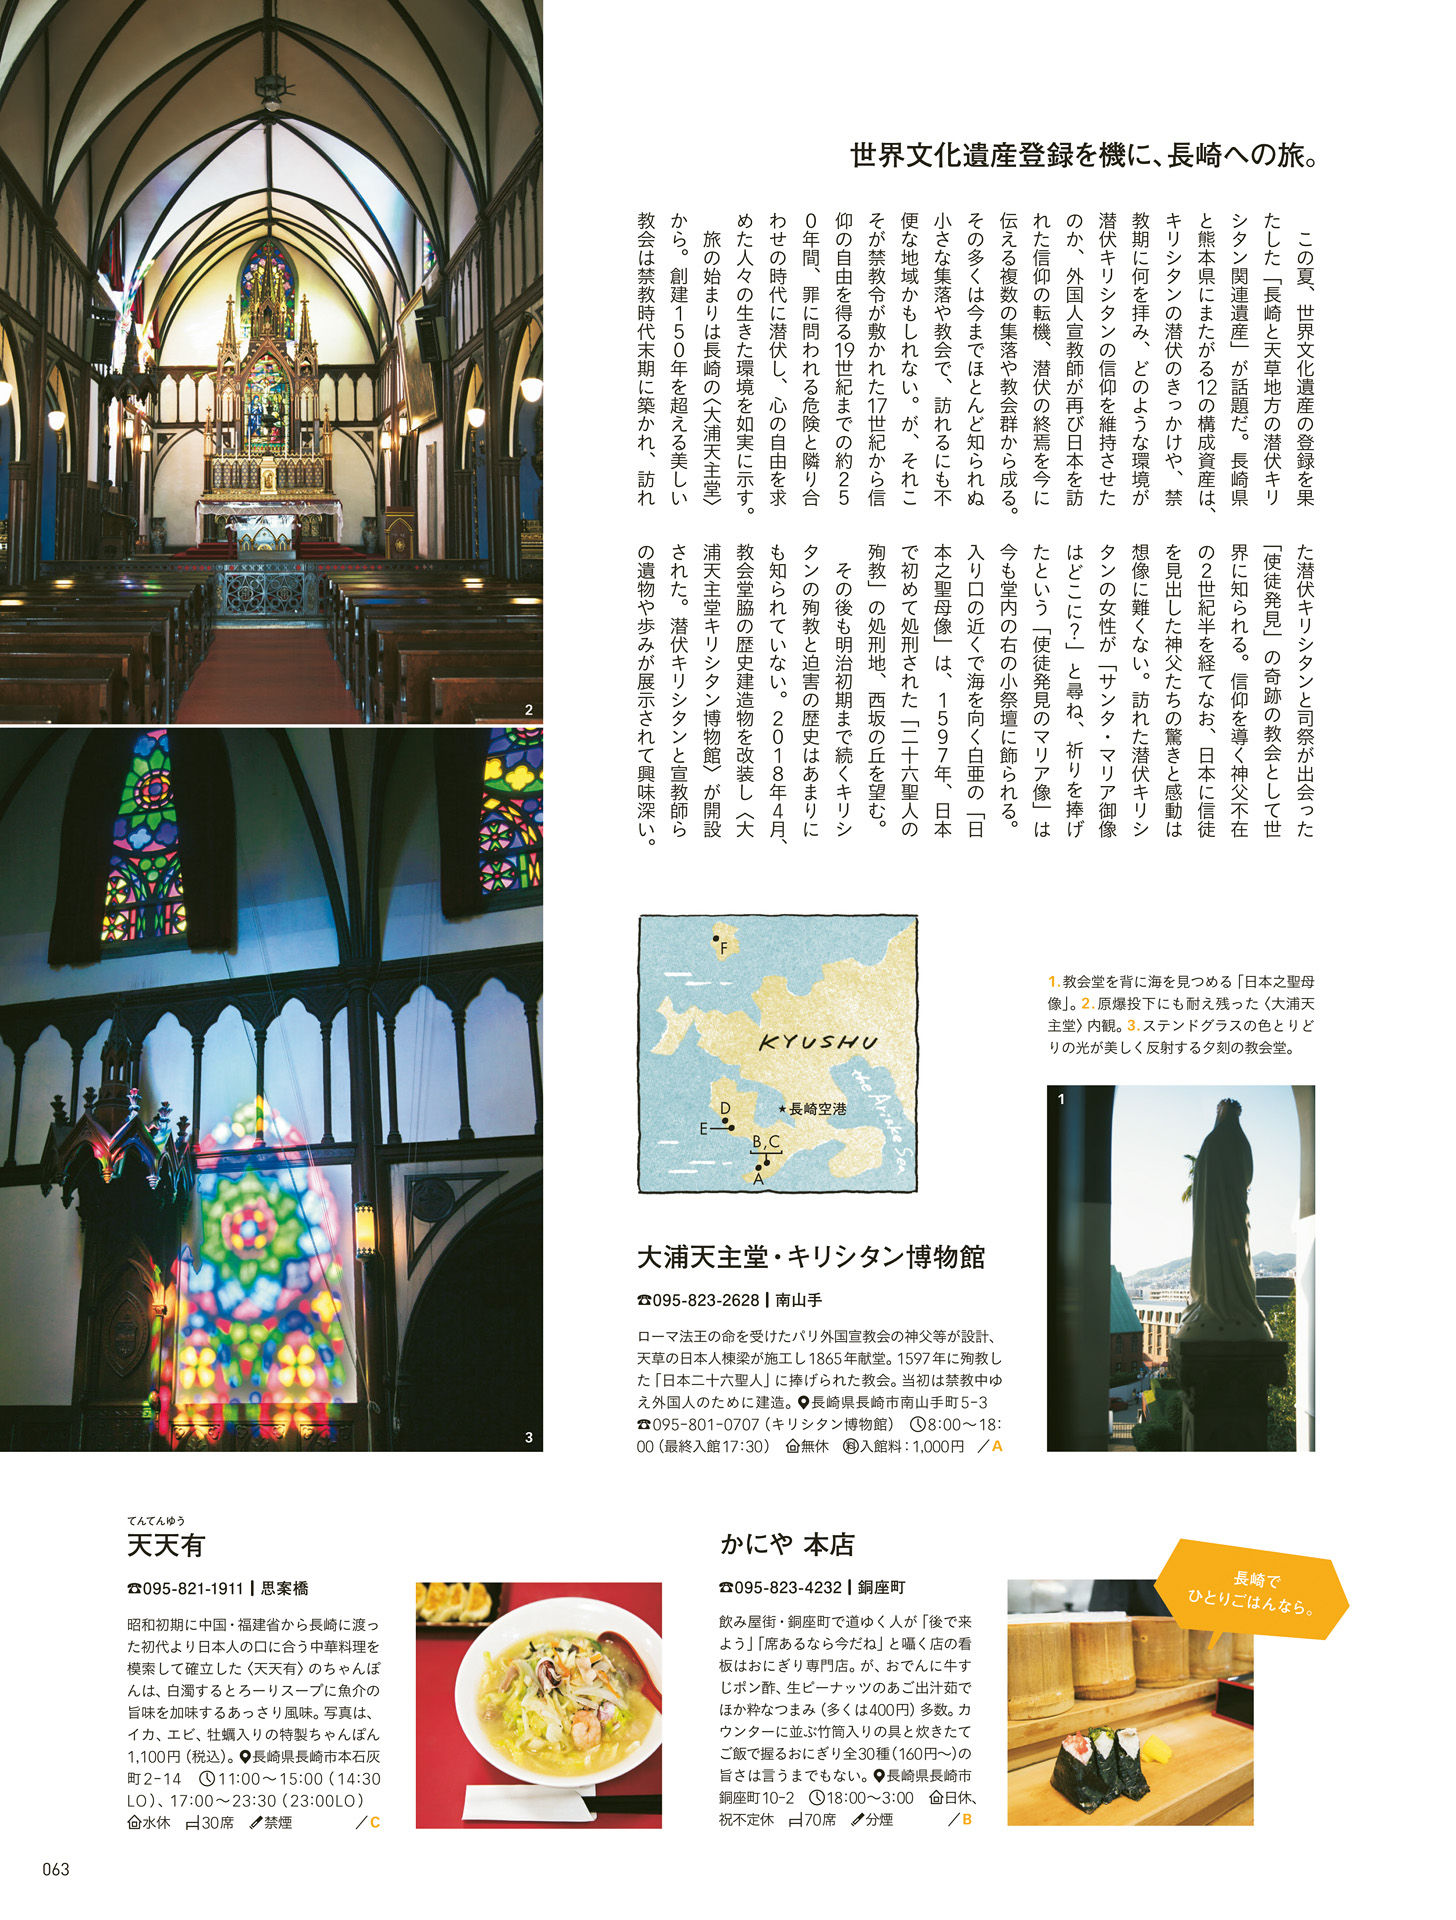 世界文化遺産登録を機に、長崎への旅。
この夏、世界文化遺産の登録を果
たした「長崎と天草地方の潜伏キリ
シタン関連遺産」が話題だ。長崎県
と熊本県にまたがる12の構成資産は、
キリシタンの潜伏のきっかけや、禁
教期に何を拝み、どのような環境が
潜伏キリシタンの信仰を維持させた
のか、外国人宣教師が再び日本を訪
れた信仰の転機、潜伏の終焉を今に
伝える複数の集落や教会群から成る。
その多くは今までほとんど知られぬ
小さな集落や教会で、訪れるにも不
便な地域かもしれない。が、それこ
そが禁教令が敷かれた17世紀から信
仰の自由を得る19世紀までの約25
0年間、罪に問われる危険と隣り合
わせの時代に潜伏し、心の自由を求
めた人々の生きた環境を如実に示す。
旅の始まりは長崎の〈大浦天主堂〉
から。創建150年を超える美しい
教会は禁教時代末期に築かれ、訪れ
た潜伏キリシタンと司祭が出会った
「使徒発見」の奇跡の教会として世
界に知られる。信仰を導く神父不在
の2世紀半を経てなお、日本に信徒
を見出した神父たちの驚きと感動は
想像に難くない。訪れた潜伏キリシ
タンの女性が「サンタ・マリア御像
はどこに?」と尋ね、祈りを捧げ
たという「使徒発見のマリア像」は
今も堂内の右の小祭壇に飾られる。
入り口の近くで海を向く白亜の「日
本之聖母像」は、1597年、日本
で初めて処刑された「二十六聖人の
殉教」の処刑地、西坂の丘を望む。
その後も明治初期まで続くキリシ
タンの殉教と迫害の歴史はあまりに
も知られていない。2018年4月、
教会堂脇の歴史建造物を改装し〈大
浦天主堂キリシタン博物館〉が開設
された。潜伏キリシタンと宣教師ら
の遺物や歩みが展示されて興味深い。
2
3
F
KYUSHU
the Ariake Sea
★長崎空港
D
E
B,C
A
1.教会堂を背に海を見つめる「日本之聖母
像」。2.原爆投下にも耐え残った〈大浦天
主堂〉内観。3.ステンドグラスの色とりど
りの光が美しく反射する夕刻の教会堂。
1
大浦天主堂・キリシタン博物館
☎095-823-2628 | 南山手
ローマ法王の命を受けたパリ外国宣教会の神父等が設計、
天草の日本人棟梁が施工し1865年献堂。1597年に殉教し
た「日本二十六聖人」に捧げられた教会。当初は禁教中ゆ
え外国人のために建造。長崎県長崎市南山手町5-3
☎095-801-0707（キリシタン博物館） 8:00〜18:
00（最終入館17:30） 無休 ㊕入館料：1,000円 ／A
てんてんゆう
天天有
☎095-821-1911 | 思案橋
昭和初期に中国・福建省から長崎に渡っ
た初代より日本人の口に合う中華料理を
模索して確立した〈天天有〉のちゃんぽ
んは、白濁するとろーりスープに魚介の
旨味を加味するあっさり風味。写真は、
イカ、エビ、牡蠣入りの特製ちゃんぽん
1,100円（税込）。長崎県長崎市本石灰
町2-14 11:00〜15:00（14:30
LO）、17:00〜23:30（23:00LO）
水休 30席 禁煙 ／C
かにや 本店
☎095-823-4232 | 銅座町
飲み屋街・銅座町で道ゆく人が「後で来
よう」「席あるなら今だね」と囁く店の看
板はおにぎり専門店。が、おでんに牛す
じポン酢、生ピーナッツのあご出汁茹で
ほか粋なつまみ（多くは400円）多数。カ
ウンターに並ぶ竹筒入りの具と炊きたて
ご飯で握るおにぎり全30種（160円〜）の
旨さは言うまでもない。長崎県長崎市
銅座町10-2 18:00〜3:00 日休、
祝不定休 70席 分煙 ／B
長崎で
ひとりごはんなら。
063